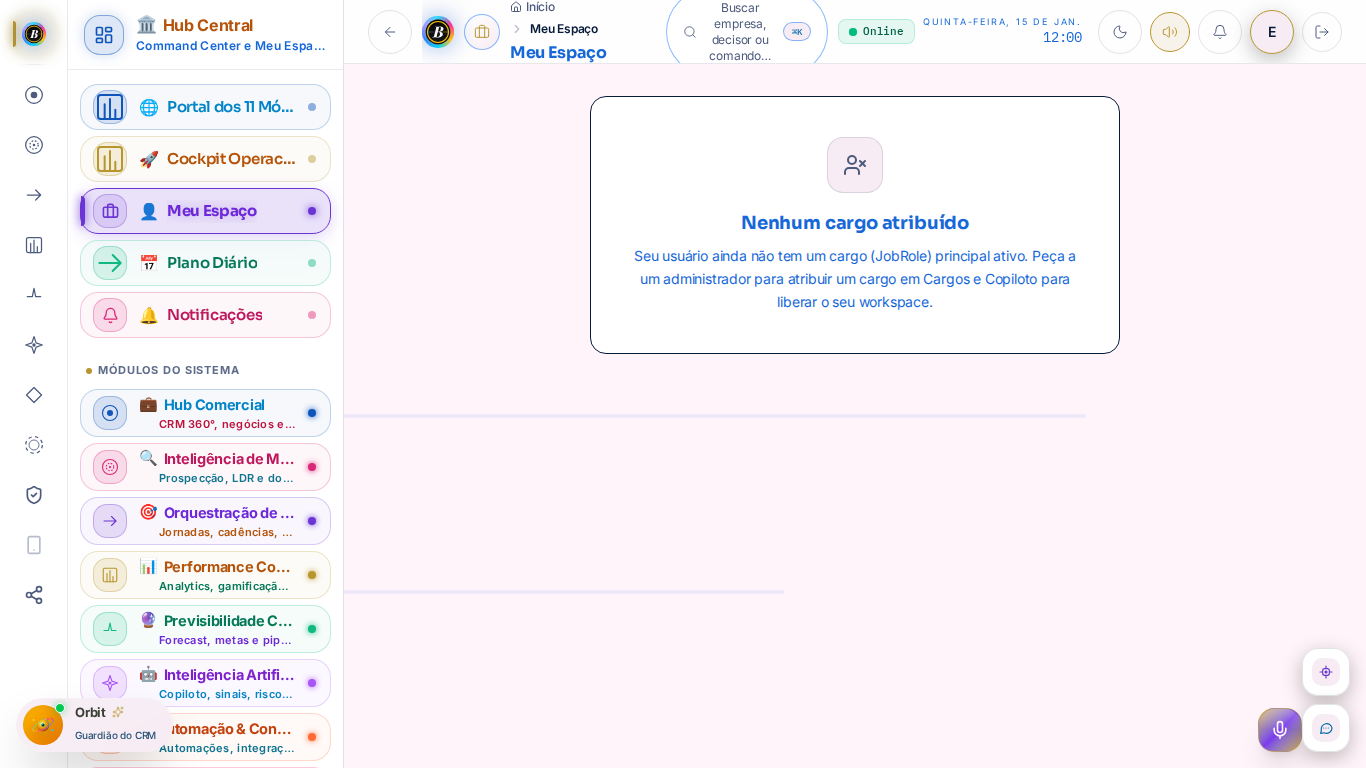 Hub Central
Command Center e Meu Espa...
Início
Meu Espaço
Meu Espaço
Buscar
empresa,
decisor ou
comando...
⌘K
Online
QUINTA-FEIRA, 15 DE JAN.
12:00
E
Portal dos 11 Mó...
Cockpit Operac...
Meu Espaço
Plano Diário
Notificações
MÓDULOS DO SISTEMA
Hub Comercial
CRM 360º, negócios e...
Inteligência de M...
Prospecção, LDR e do...
Orquestração de ...
Jornadas, cadências, ...
Performance Co...
Analytics, gamificaçã...
Previsibilidade C...
Forecast, metas e pip...
Inteligência Artifi...
Copiloto, sinais, risco...
utomação & Con...
Automações, integraç...
Orbit
Guardião do CRM
Nenhum cargo atribuído
Seu usuário ainda não tem um cargo (JobRole) principal ativo. Peça a
um administrador para atribuir um cargo em Cargos e Copiloto para
liberar o seu workspace.